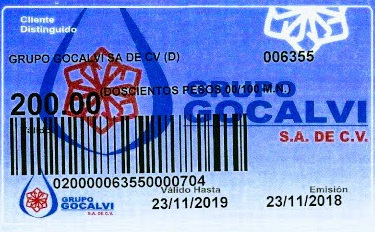 Cliente
Distinguido
GRUPO GOCALVI SA DE CV (D) 006355
GRUPO
200.00 (DOSCIENTOS PESOS 00/100 M.N.)
GOCALVI
S.A. DE C.V.
020000063550000704
Válido Hasta Emisión
23/11/2019 23/11/2018
GRUPO
GOCALVI
S.A. DE C.V.